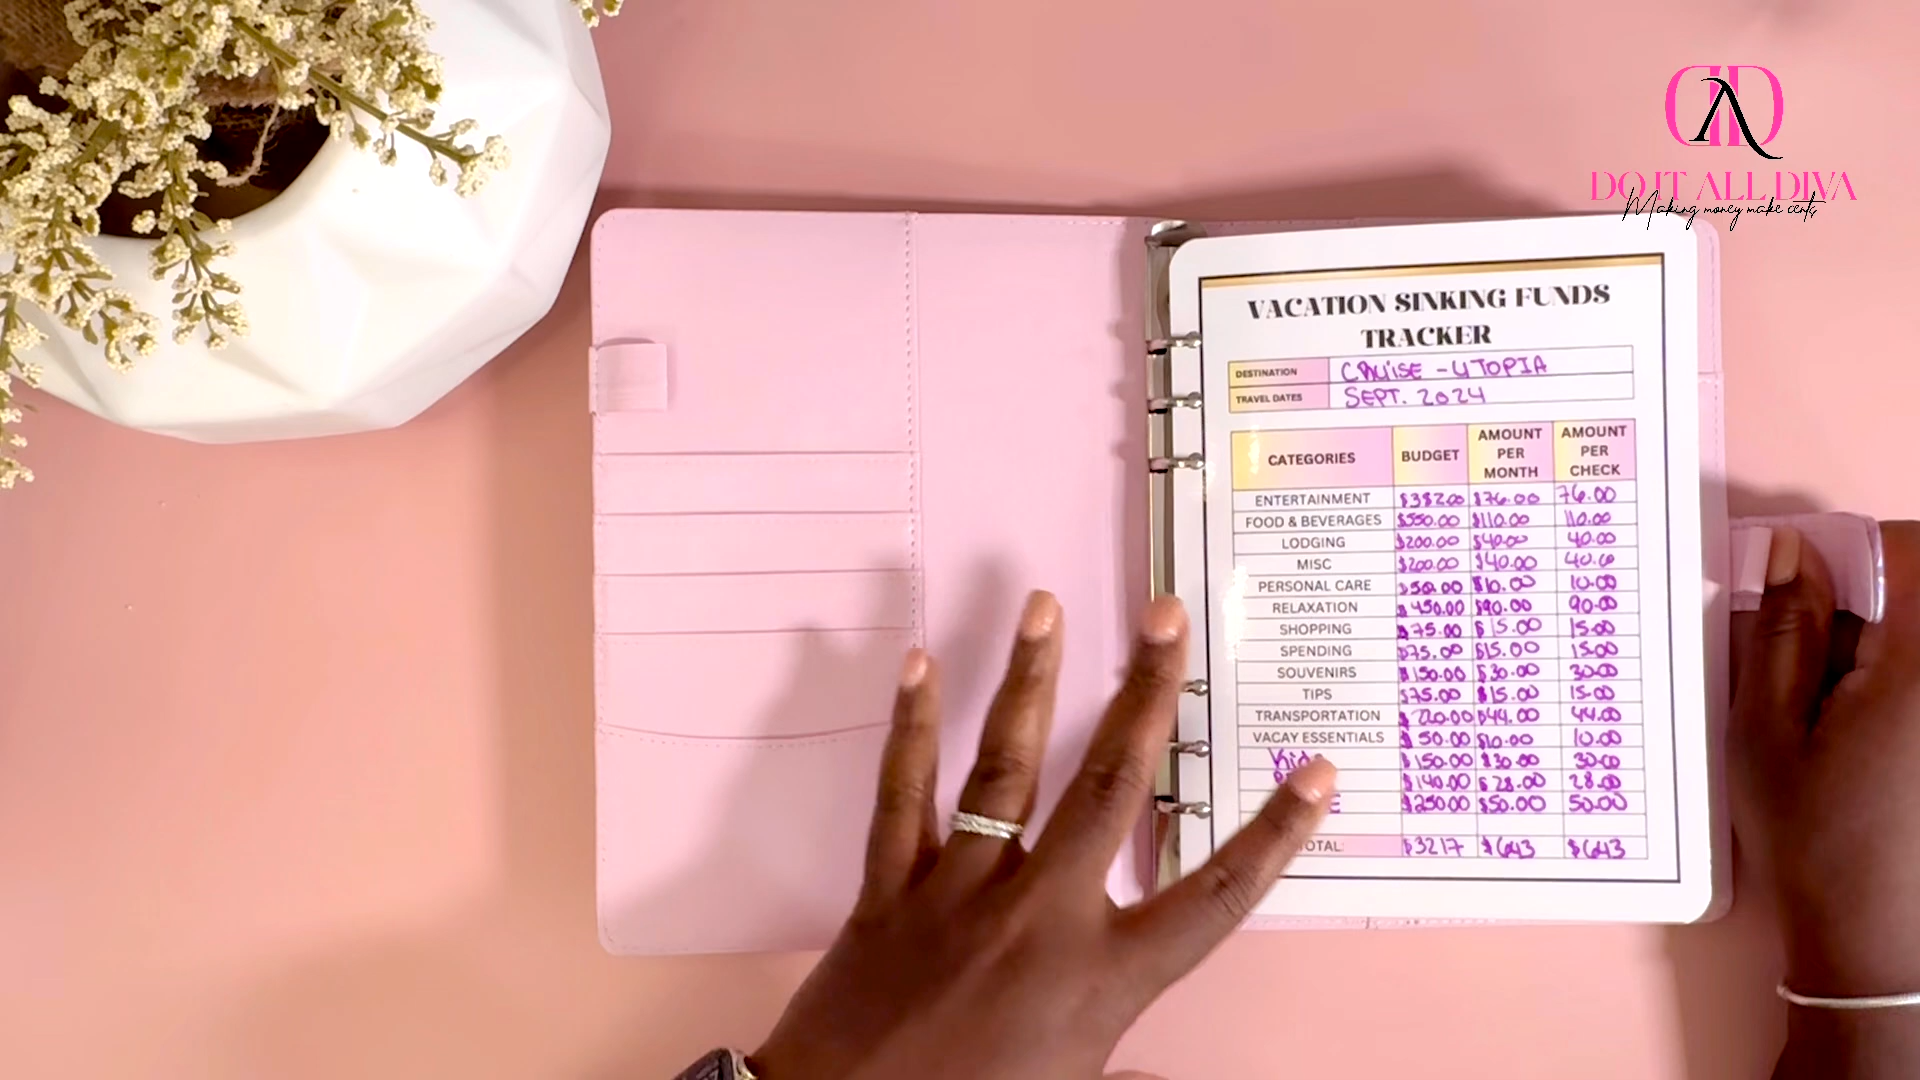 DO IT ALL DIVA
Making money make cents
VACATION SINKING FUNDS
TRACKER
DESTINATION CRUISE - UTOPIA
TRAVEL DATES SEPT. 2024
CATEGORIES BUDGET AMOUNT PER MONTH AMOUNT PER CHECK
ENTERTAINMENT $382.00 $76.00 76.00
FOOD & BEVERAGES $550.00 $110.00 110.00
LODGING $200.00 $40.00 40.00
MISC $200.00 $40.00 40.00
PERSONAL CARE $50.00 $10.00 10.00
RELAXATION $450.00 $90.00 90.00
SHOPPING $75.00 $15.00 15.00
SPENDING $75.00 $15.00 15.00
SOUVENIRS $150.00 $30.00 30.00
TIPS $75.00 $15.00 15.00
TRANSPORTATION $220.00 $44.00 44.00
VACAY ESSENTIALS $50.00 $10.00 10.00
$150.00 $30.00 30.00
$140.00 $28.00 28.00
$250.00 $50.00 50.00
TOTAL: $3217 $643 $643